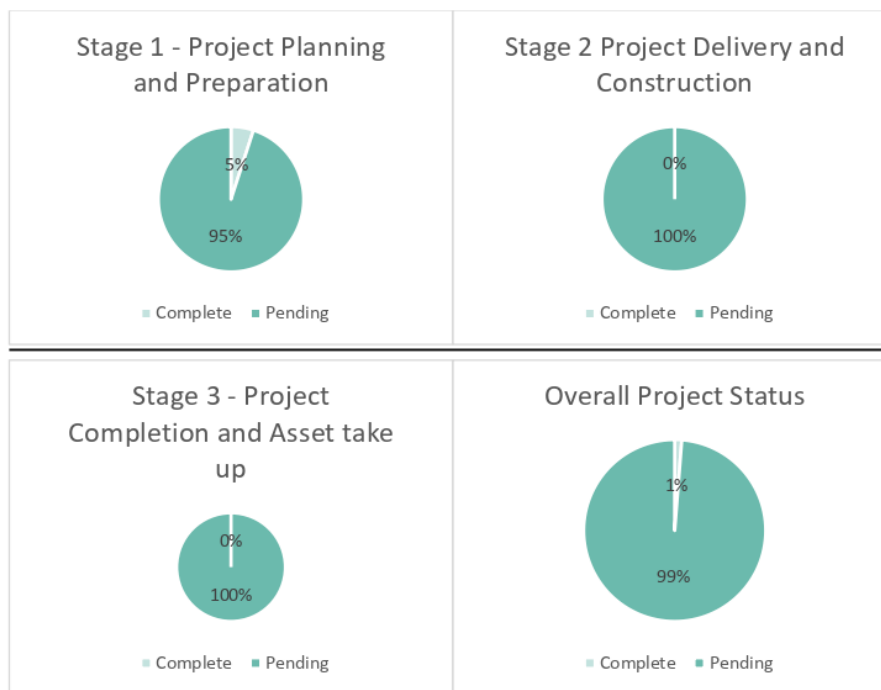 Stage 1 - Project Planning
and Preparation
5%
95%
Complete Pending
Stage 2 Project Delivery and
Construction
0%
100%
Complete Pending
Stage 3 - Project
Completion and Asset take
up
0%
100%
Complete Pending
Overall Project Status
1%
99%
Complete Pending